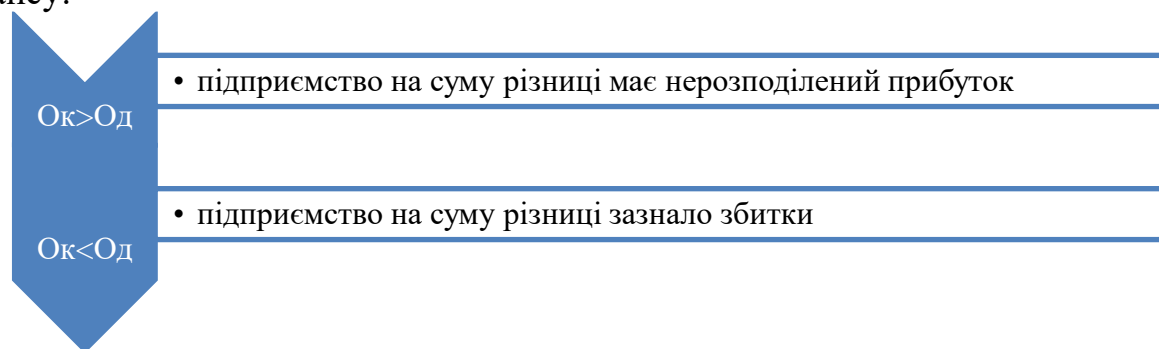 • підприємство на суму різниці має нерозподілений прибуток
Ок>Од
• підприємство на суму різниці зазнало збитки
Ок<Од